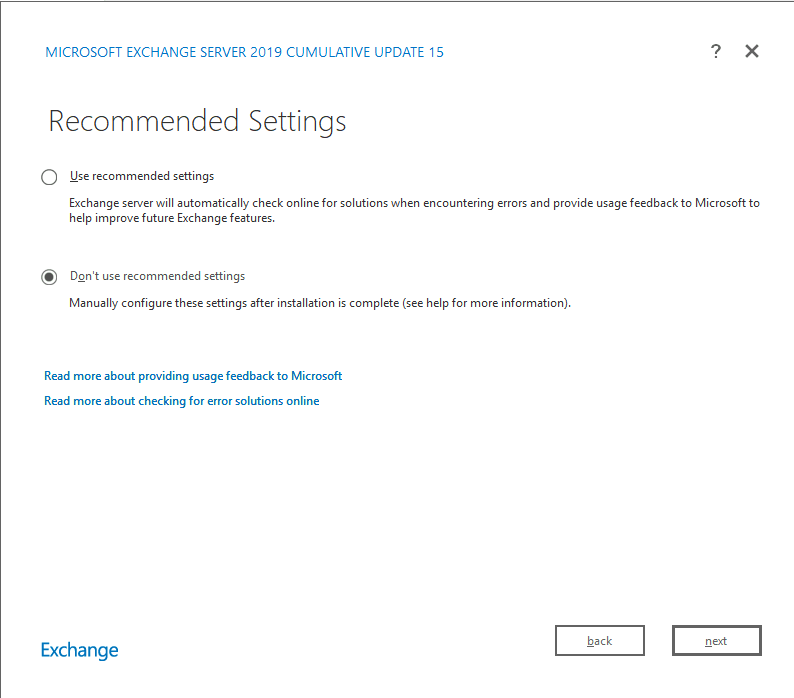 MICROSOFT EXCHANGE SERVER 2019 CUMULATIVE UPDATE 15
?
Recommended Settings
Use recommended settings
Exchange server will automatically check online for solutions when encountering errors and provide usage feedback to Microsoft to
help improve future Exchange features.
Don't use recommended settings
Manually configure these settings after installation is complete (see help for more information).
Read more about providing usage feedback to Microsoft
Read more about checking for error solutions online
Exchange
back
next